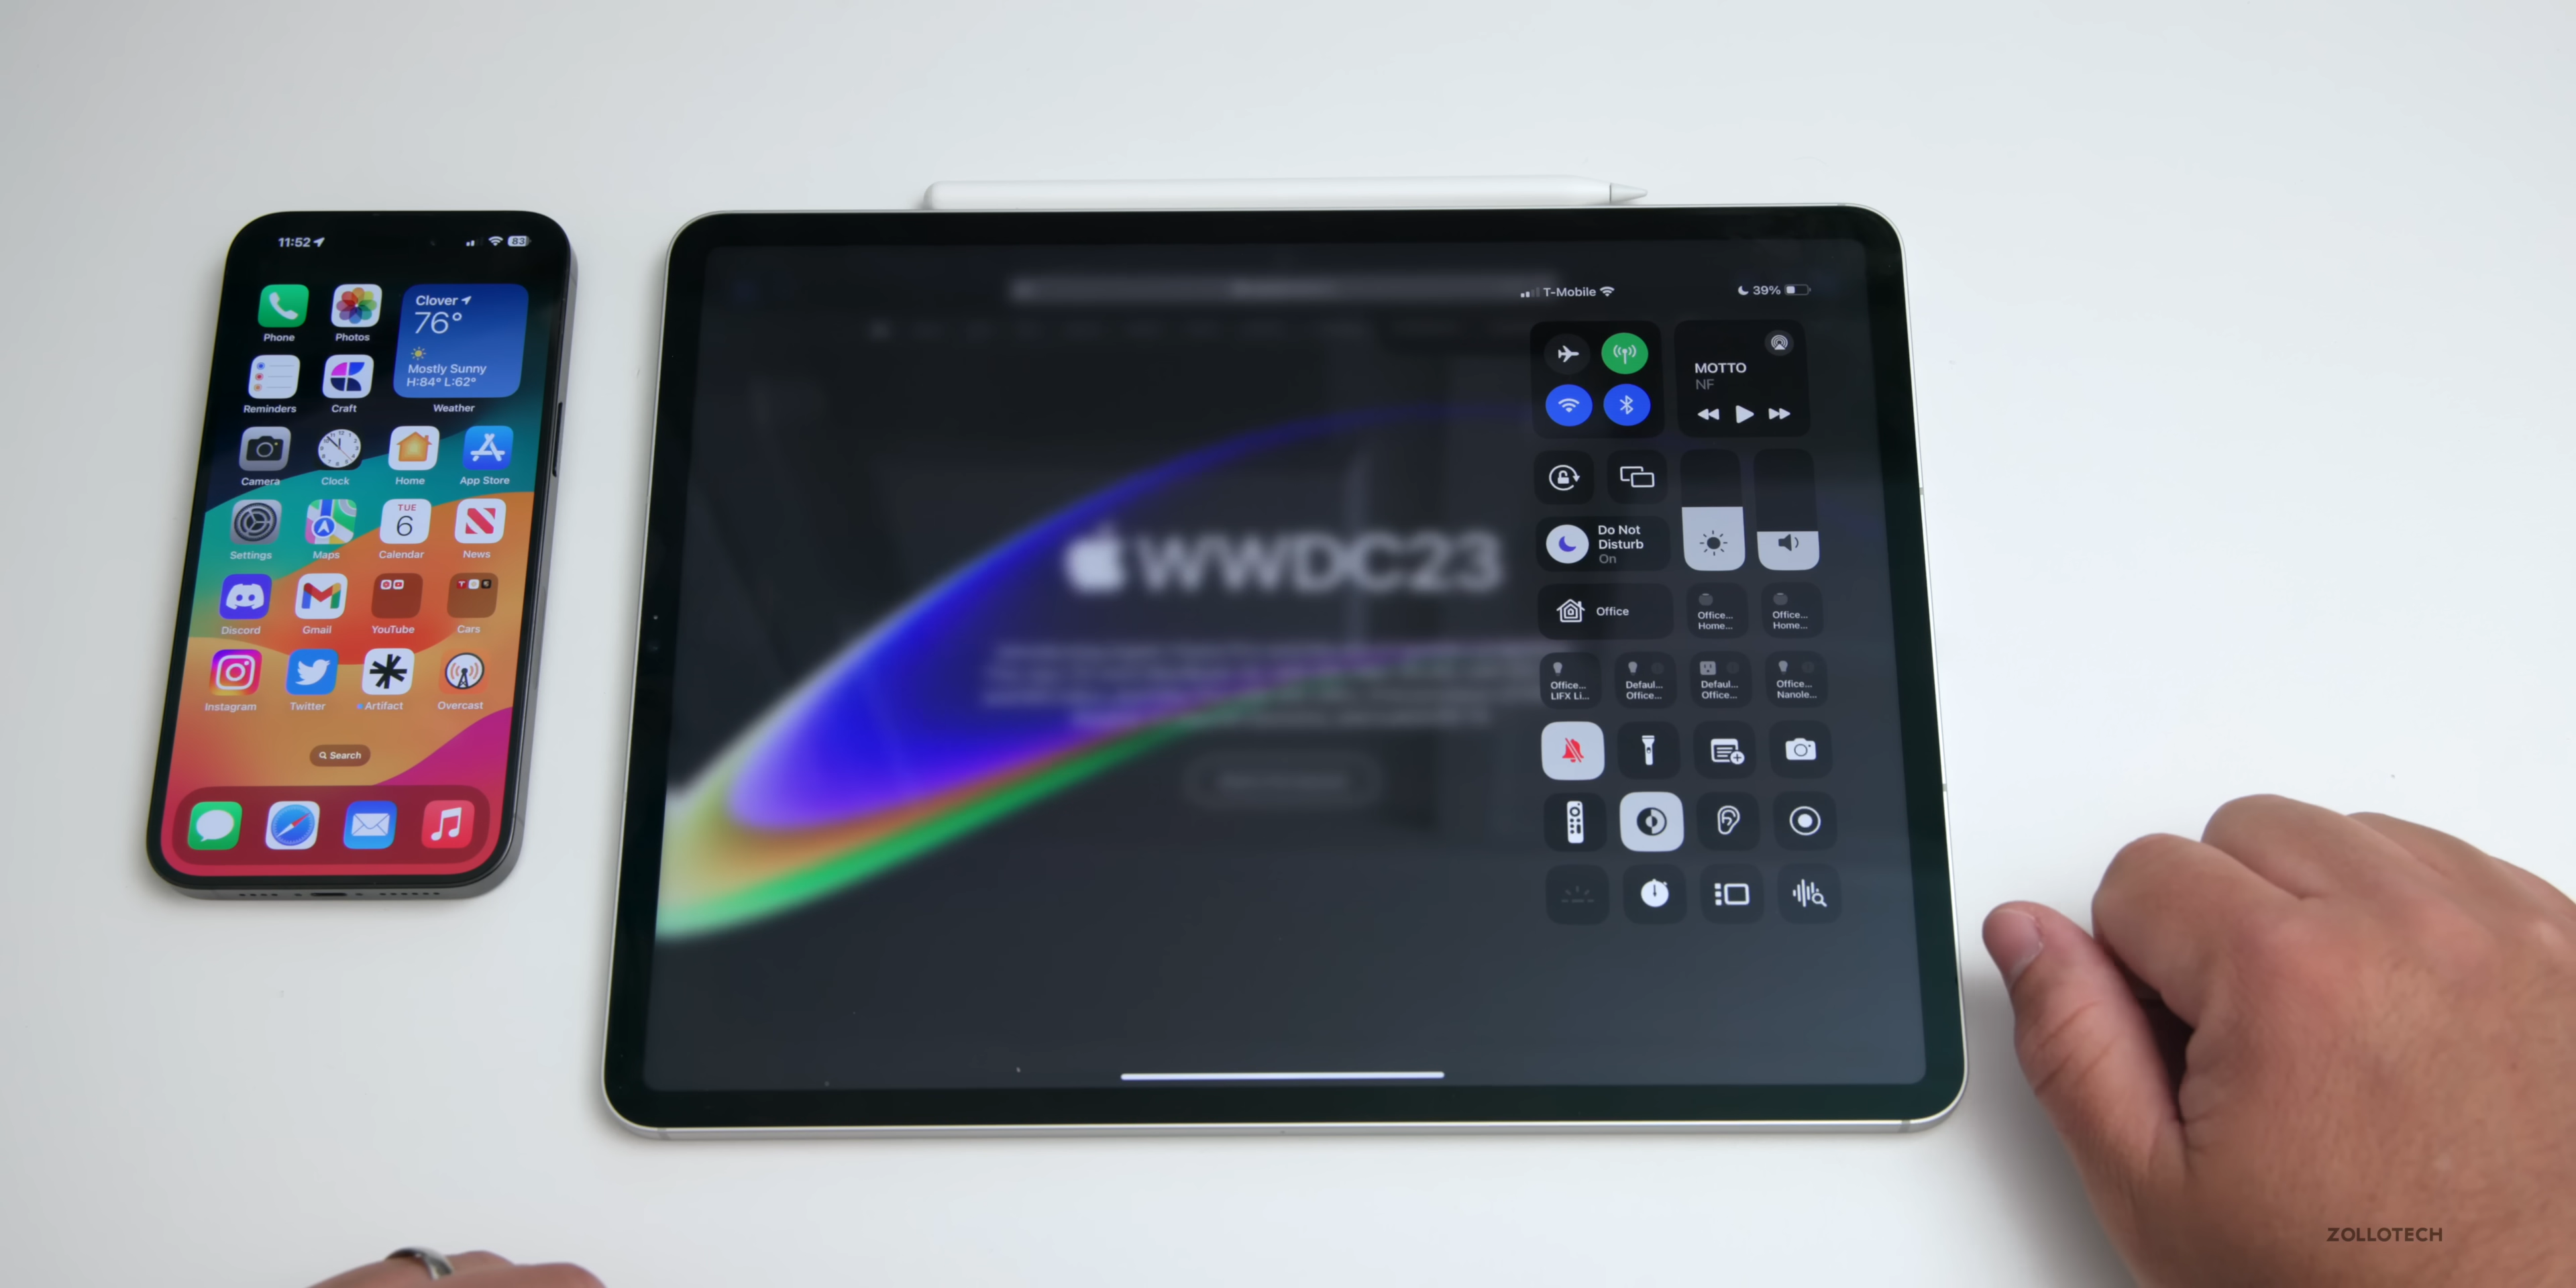 11:52
83
Clover
76°
Mostly Sunny
H:84° L:62°
Phone
Photos
Weather
Reminders
Craft
Camera
Clock
Home
App Store
TUE
6
Settings
Maps
Calendar
News
Discord
Gmail
YouTube
Cars
Instagram
Twitter
Artifact
Overcast
Search
T-Mobile
39%
MOTTO
NF
Do Not
Disturb
On
WWDC23
Office
Office...
Home...
Office...
Home...
Office...
LIFX Li...
Defaul...
Office...
Defaul...
Office...
Office...
Nanole...
ZOLLOTECH